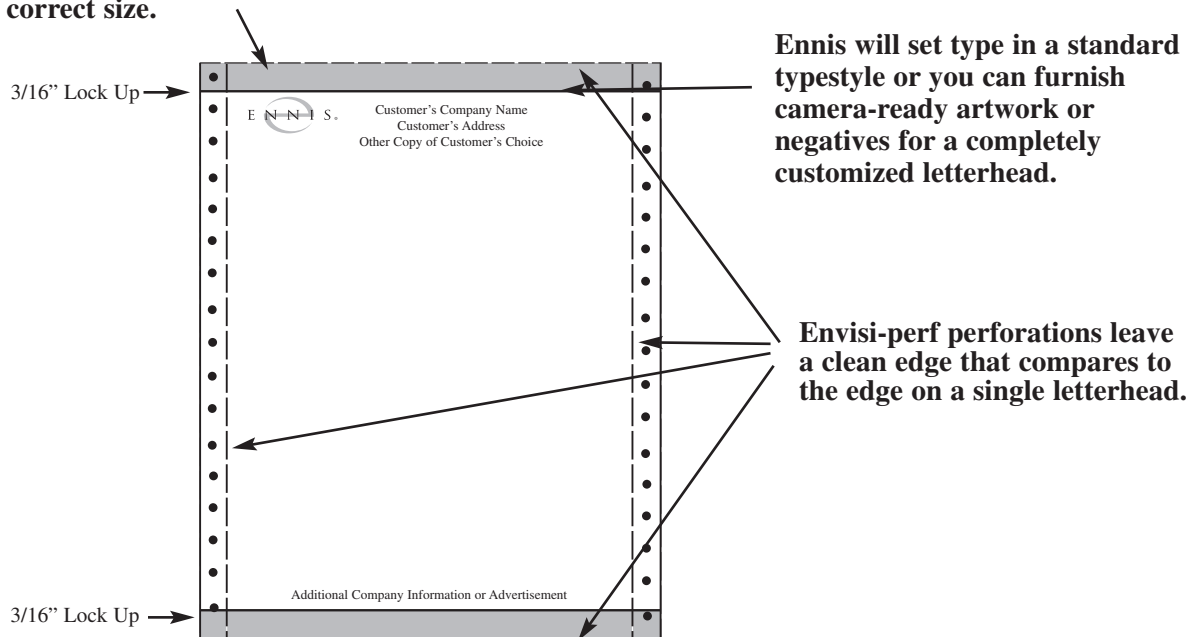 correct size.
Ennis will set type in a standard
typestyle or you can furnish
camera-ready artwork or
negatives for a completely
customized letterhead.
3/16” Lock Up
ENNIS®
Customer’s Company Name
Customer’s Address
Other Copy of Customer’s Choice
Envisi-perf perforations leave
a clean edge that compares to
the edge on a single letterhead.
Additional Company Information or Advertisement
3/16” Lock Up